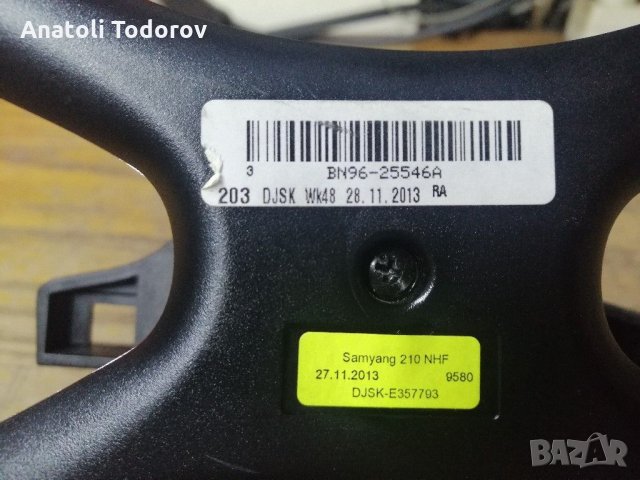 Anatoli Todorov
3
BN96-25546A
203 DJSK Wk48 28.11.2013 RA
Samyang 210 NHF
27.11.2013 9580
DJSK-E357793
BAZAR